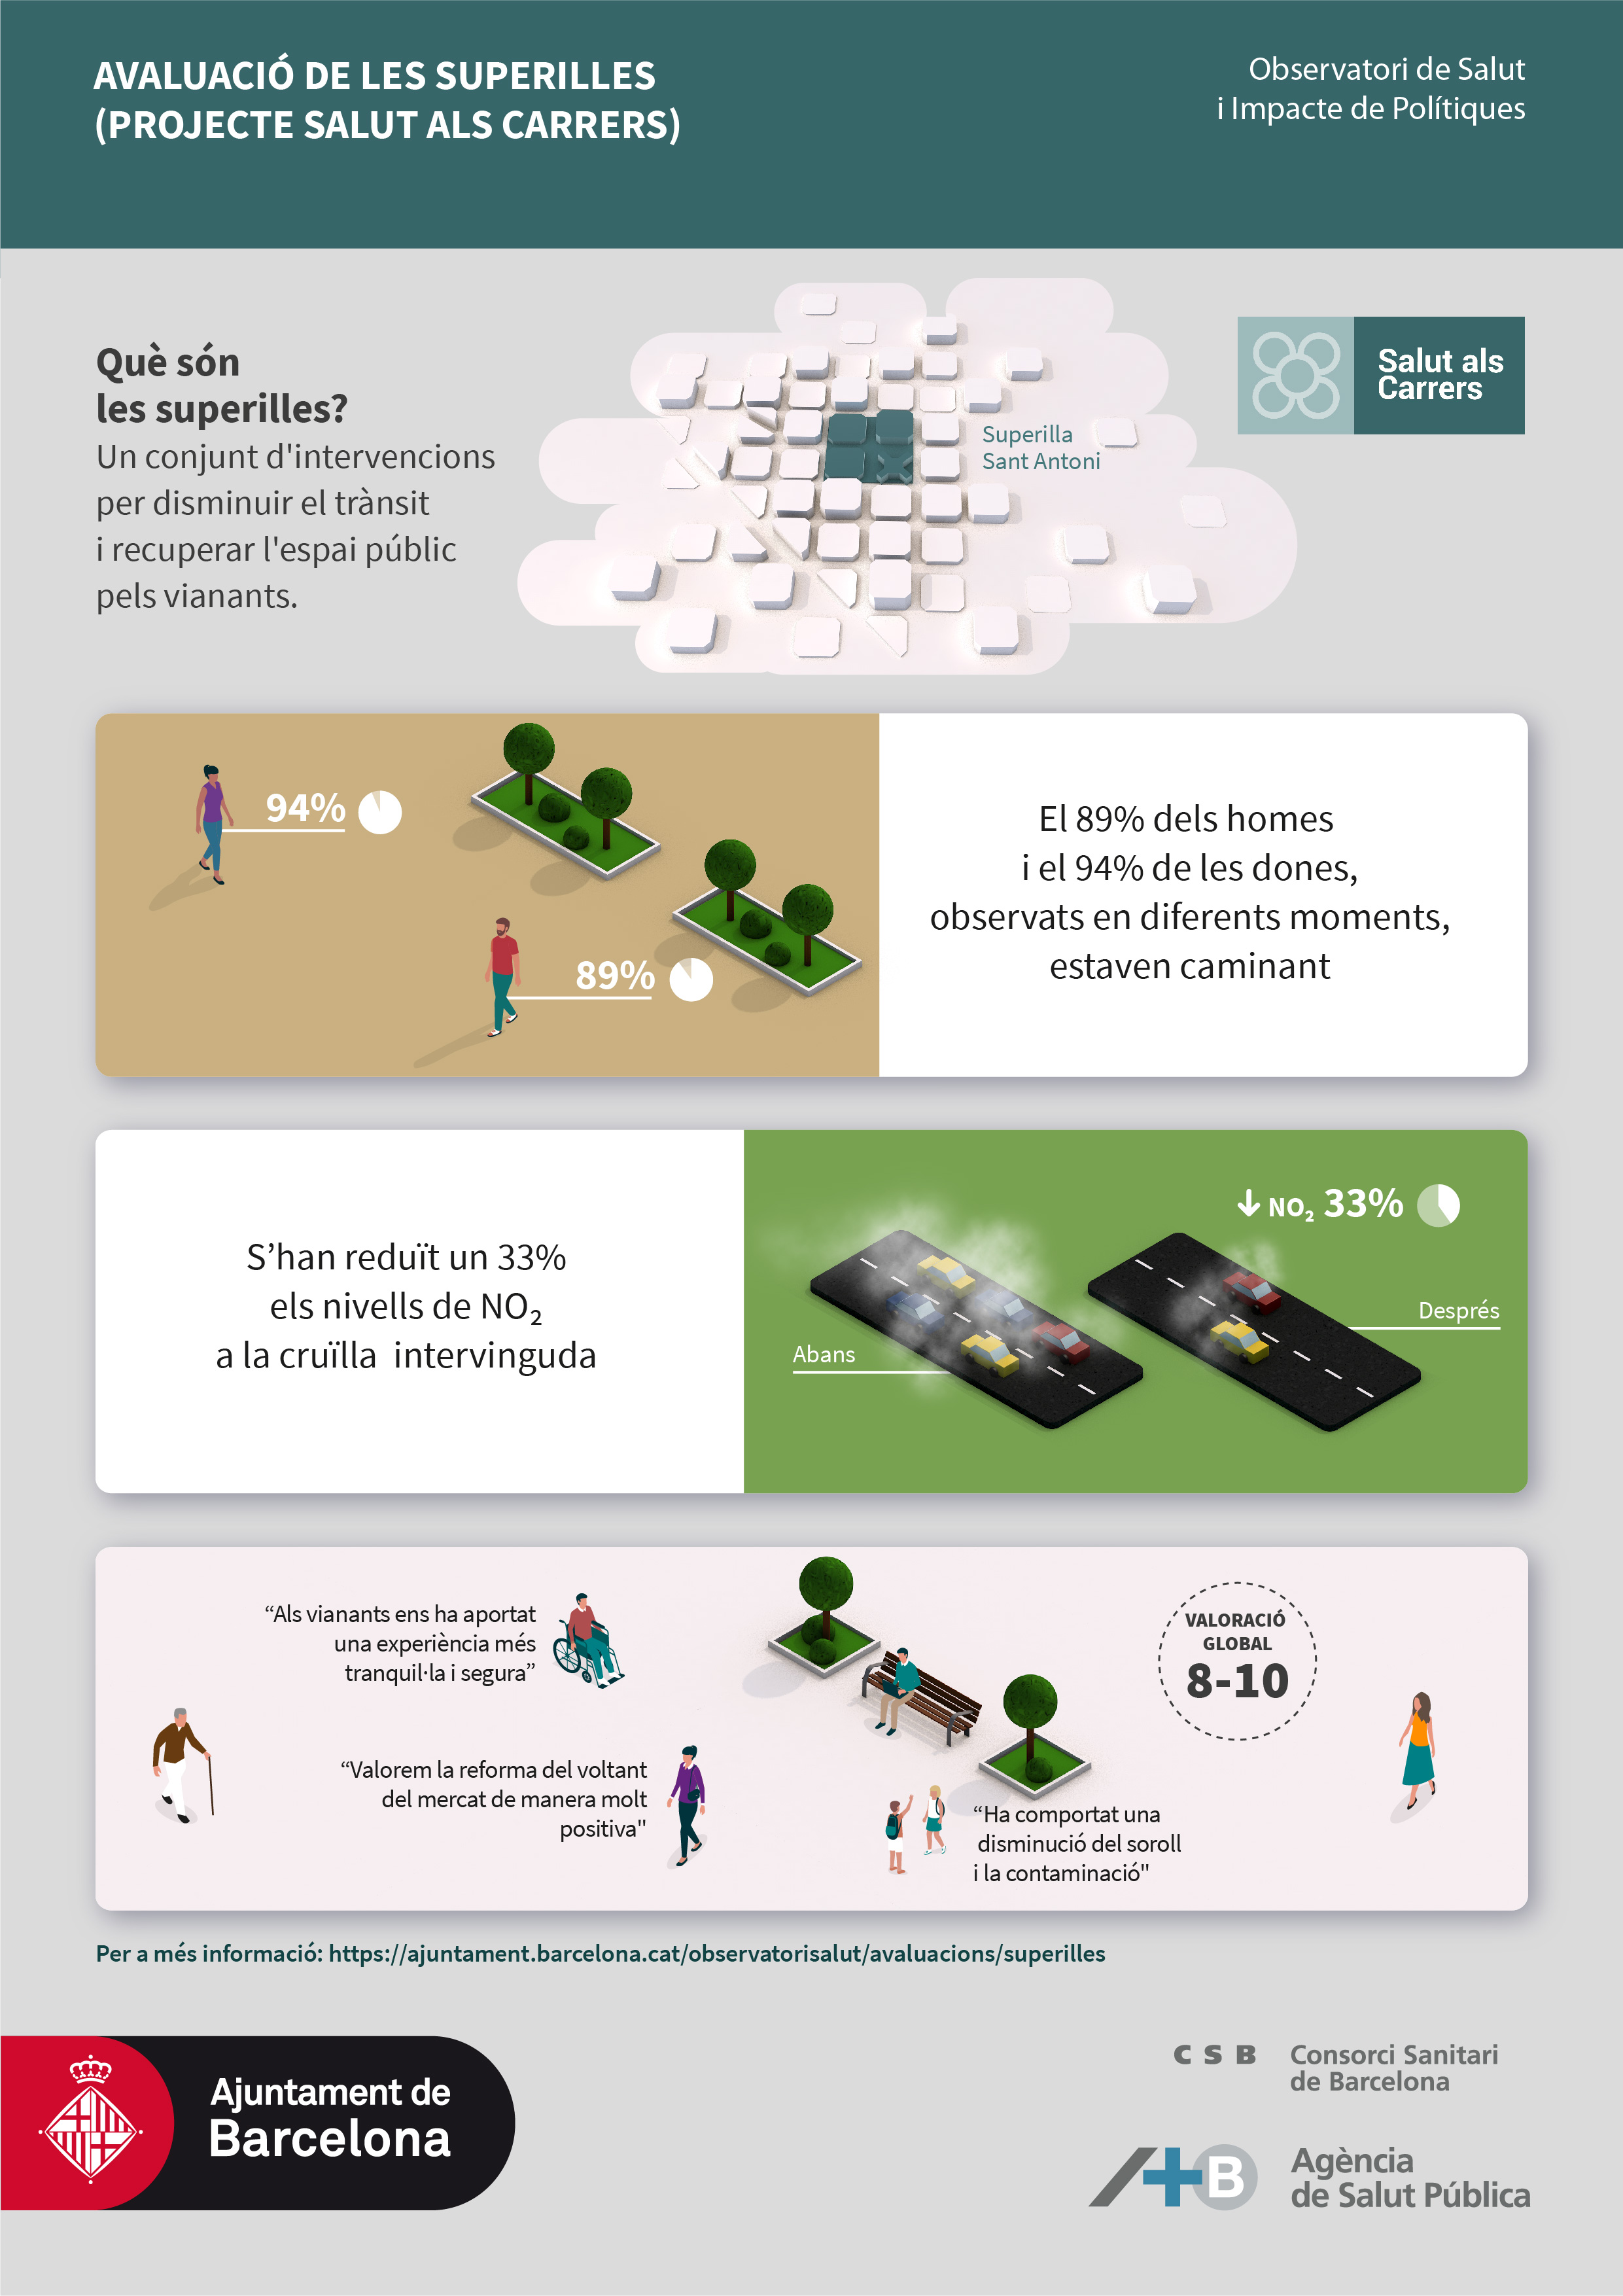 AVALUACIÓ DE LES SUPERILLES
(PROJECTE SALUT ALS CARRERS)
Observatori de Salut
i Impacte de Polítiques
Què són
les superilles?
Un conjunt d'intervencions
per disminuir el trànsit
i recuperar l'espai públic
pels vianants.
Superilla
Sant Antoni
Salut als
Carrers
94%
89%
El 89% dels homes
i el 94% de les dones,
observats en diferents moments,
estaven caminant
S’han reduït un 33%
els nivells de NO₂
a la cruïlla intervinguda
↓ NO₂ 33%
Abans
Després
“Als vianants ens ha aportat
una experiència més
tranquil·la i segura”
“Valorem la reforma del voltant
del mercat de manera molt
positiva"
VALORACIÓ
GLOBAL
8-10
“Ha comportat una
disminució del soroll
i la contaminació"
Per a més informació: https://ajuntament.barcelona.cat/observatorisalut/avaluacions/superilles
Ajuntament de
Barcelona
CSB Consorci Sanitari
de Barcelona
B
Agència
de Salut Pública